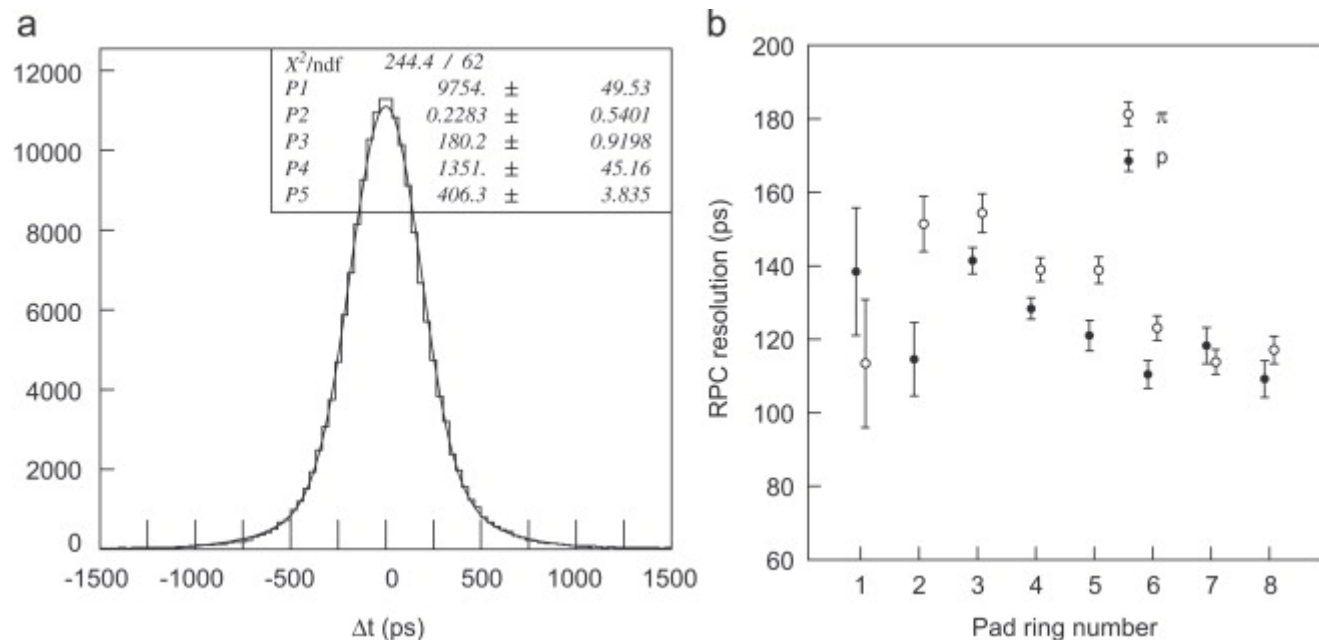 a
12000
10000
8000
6000
4000
2000
0
X²/ndf 244.4 / 62
P1 9754. ± 49.53
P2 0.2283 ± 0.5401
P3 180.2 ± 0.9198
P4 1351. ± 45.16
P5 406.3 ± 3.835
-1500 -1000 -500 0 500 1000 1500
Δt (ps)
b
200
180
160
140
120
100
80
60
RPC resolution (ps)
π
p
1 2 3 4 5 6 7 8
Pad ring number